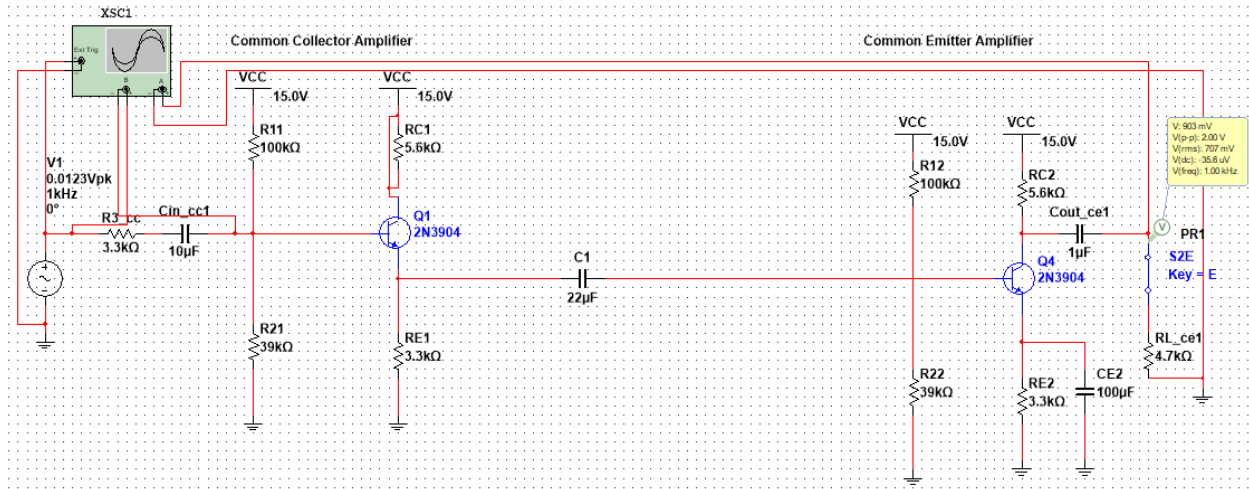 XSC1
Ext Trig
+
−
B
A
+
−
+
−
Common Collector Amplifier
Common Emitter Amplifier
VCC
15.0V
VCC
15.0V
R11
100kΩ
RC1
5.6kΩ
V1
0.0123Vpk
1kHz
0°
R3_cc
3.3kΩ
Cin_cc1
10µF
Q1
2N3904
R21
39kΩ
RE1
3.3kΩ
C1
22µF
VCC
15.0V
VCC
15.0V
R12
100kΩ
RC2
5.6kΩ
Cout_ce1
1µF
Q4
2N3904
R22
39kΩ
RE2
3.3kΩ
CE2
100µF
V: 903 mV
V(p-p): 2.00 V
V(rms): 707 mV
V(dc): -35.6 uV
V(freq): 1.00 kHz
V
PR1
S2E
Key = E
RL_ce1
4.7kΩ